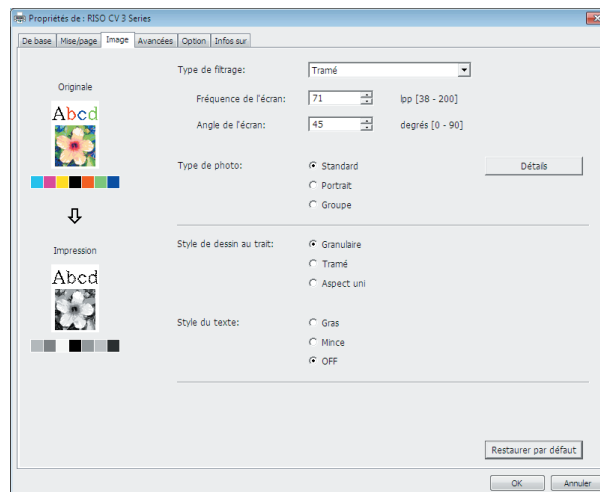 Propriétés de : RISO CV 3 Series
De base Mise/page Image Avancées Option Infos sur
Originale
Abcd
Impression
Abcd
Type de filtrage: Tramé
Fréquence de l'écran: 71 lpp [38 - 200]
Angle de l'écran: 45 degrés [0 - 90]
Type de photo: Standard Détails
Portrait
Groupe
Style de dessin au trait: Granulaire
Tramé
Aspect uni
Style du texte: Gras
Mince
OFF
Restaurer par défaut
OK Annuler